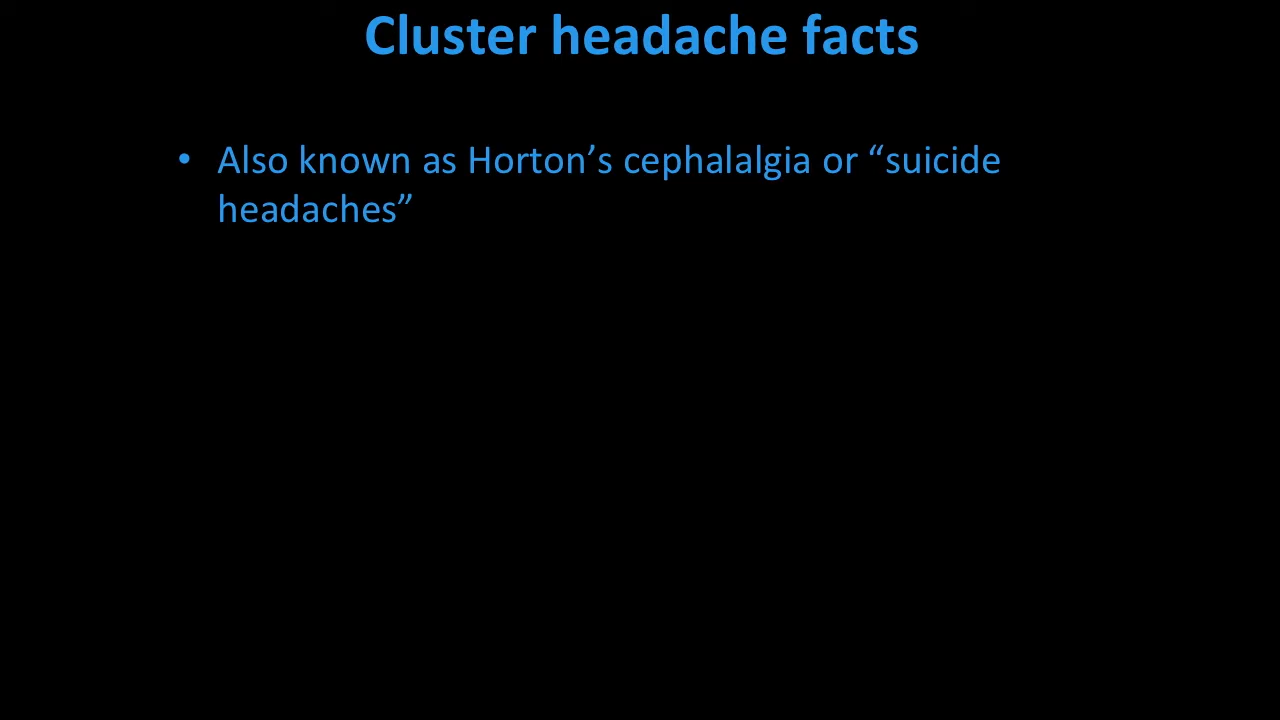 Cluster headache facts
• Also known as Horton’s cephalalgia or “suicide
headaches”